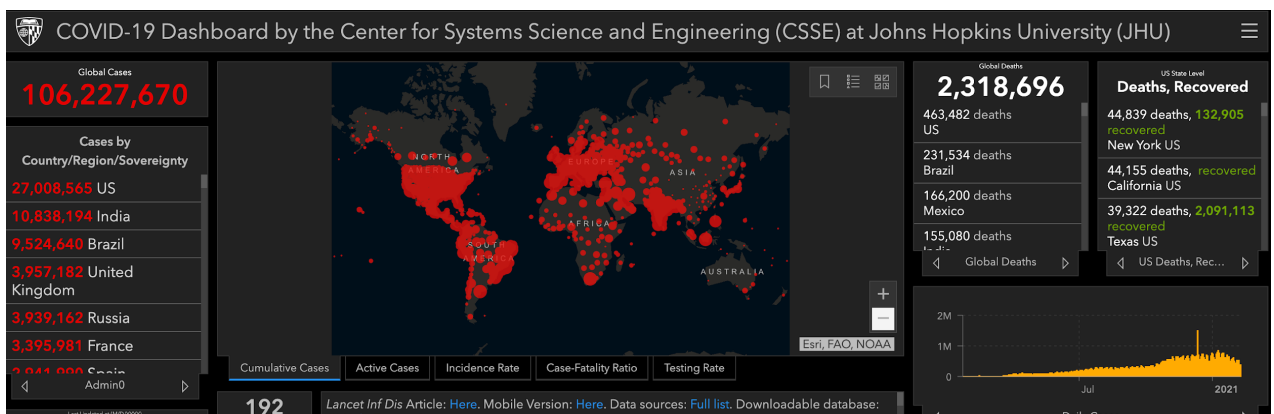 COVID-19 Dashboard by the Center for Systems Science and Engineering (CSSE) at Johns Hopkins University (JHU)
Global Cases
106,227,670
Cases by
Country/Region/Sovereignty
27,008,565 US
10,838,194 India
9,524,640 Brazil
3,957,182 United
Kingdom
3,939,162 Russia
3,395,981 France
Spain
Admin0
NORTH
AMERICA
SOUTH
AMERICA
EUROPE
ASIA
AFRICA
AUSTRALIA
+
−
Esri, FAO, NOAA
Cumulative Cases
Active Cases
Incidence Rate
Case-Fatality Ratio
Testing Rate
192
Lancet Inf Dis Article: Here. Mobile Version: Here. Data sources: Full list. Downloadable database:
Global Deaths
2,318,696
463,482 deaths
US
231,534 deaths
Brazil
166,200 deaths
Mexico
155,080 deaths
India
Global Deaths
US State Level
Deaths, Recovered
44,839 deaths, 132,905
recovered
New York US
44,155 deaths, recovered
California US
39,322 deaths, 2,091,113
recovered
Texas US
US Deaths, Rec...
2M
1M
0
Jul
2021